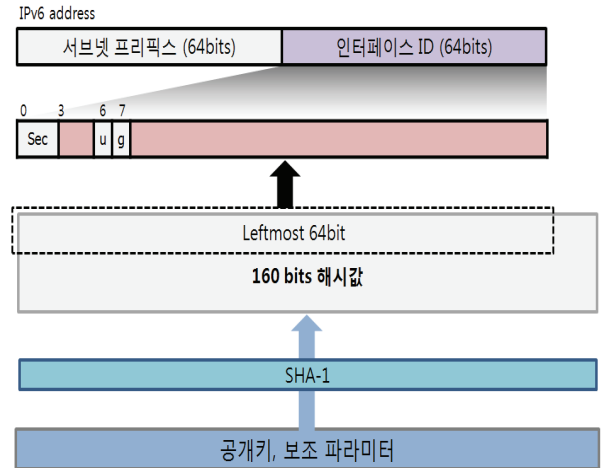 IPv6 address
서브넷 프리픽스 (64bits) 인터페이스 ID (64bits)
0 3 6 7
Sec u g
Leftmost 64bit
160 bits 해시값
SHA-1
공개키, 보조 파라미터